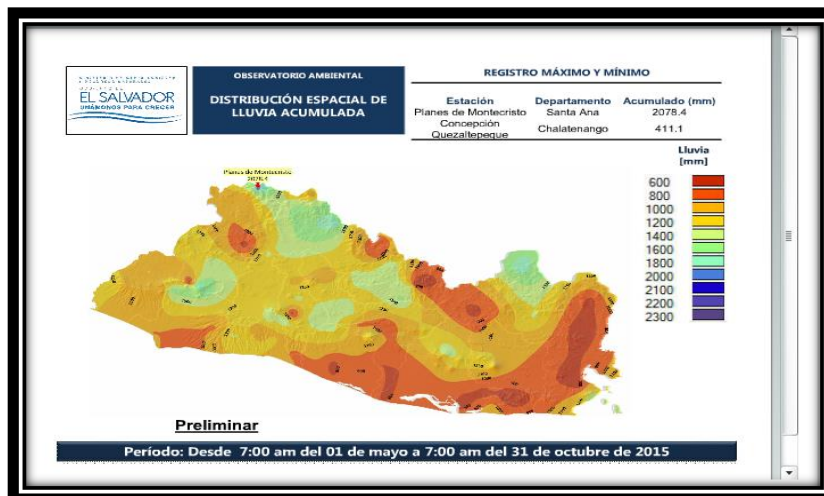 EL SALVADOR
UNÁMONOS PARA CRECER
OBSERVATORIO AMBIENTAL
DISTRIBUCIÓN ESPACIAL DE
LLUVIA ACUMULADA
REGISTRO MÁXIMO Y MÍNIMO
Estación Departamento Acumulado (mm)
Planes de Montecristo Santa Ana 2078.4
Concepción
Quezaltepeque Chalatenango 411.1
Lluvia
[mm]
600
800
1000
1200
1400
1600
1800
2000
2100
2200
2300
Planes de Montecristo
2078.4
Preliminar
Período: Desde 7:00 am del 01 de mayo a 7:00 am del 31 de octubre de 2015